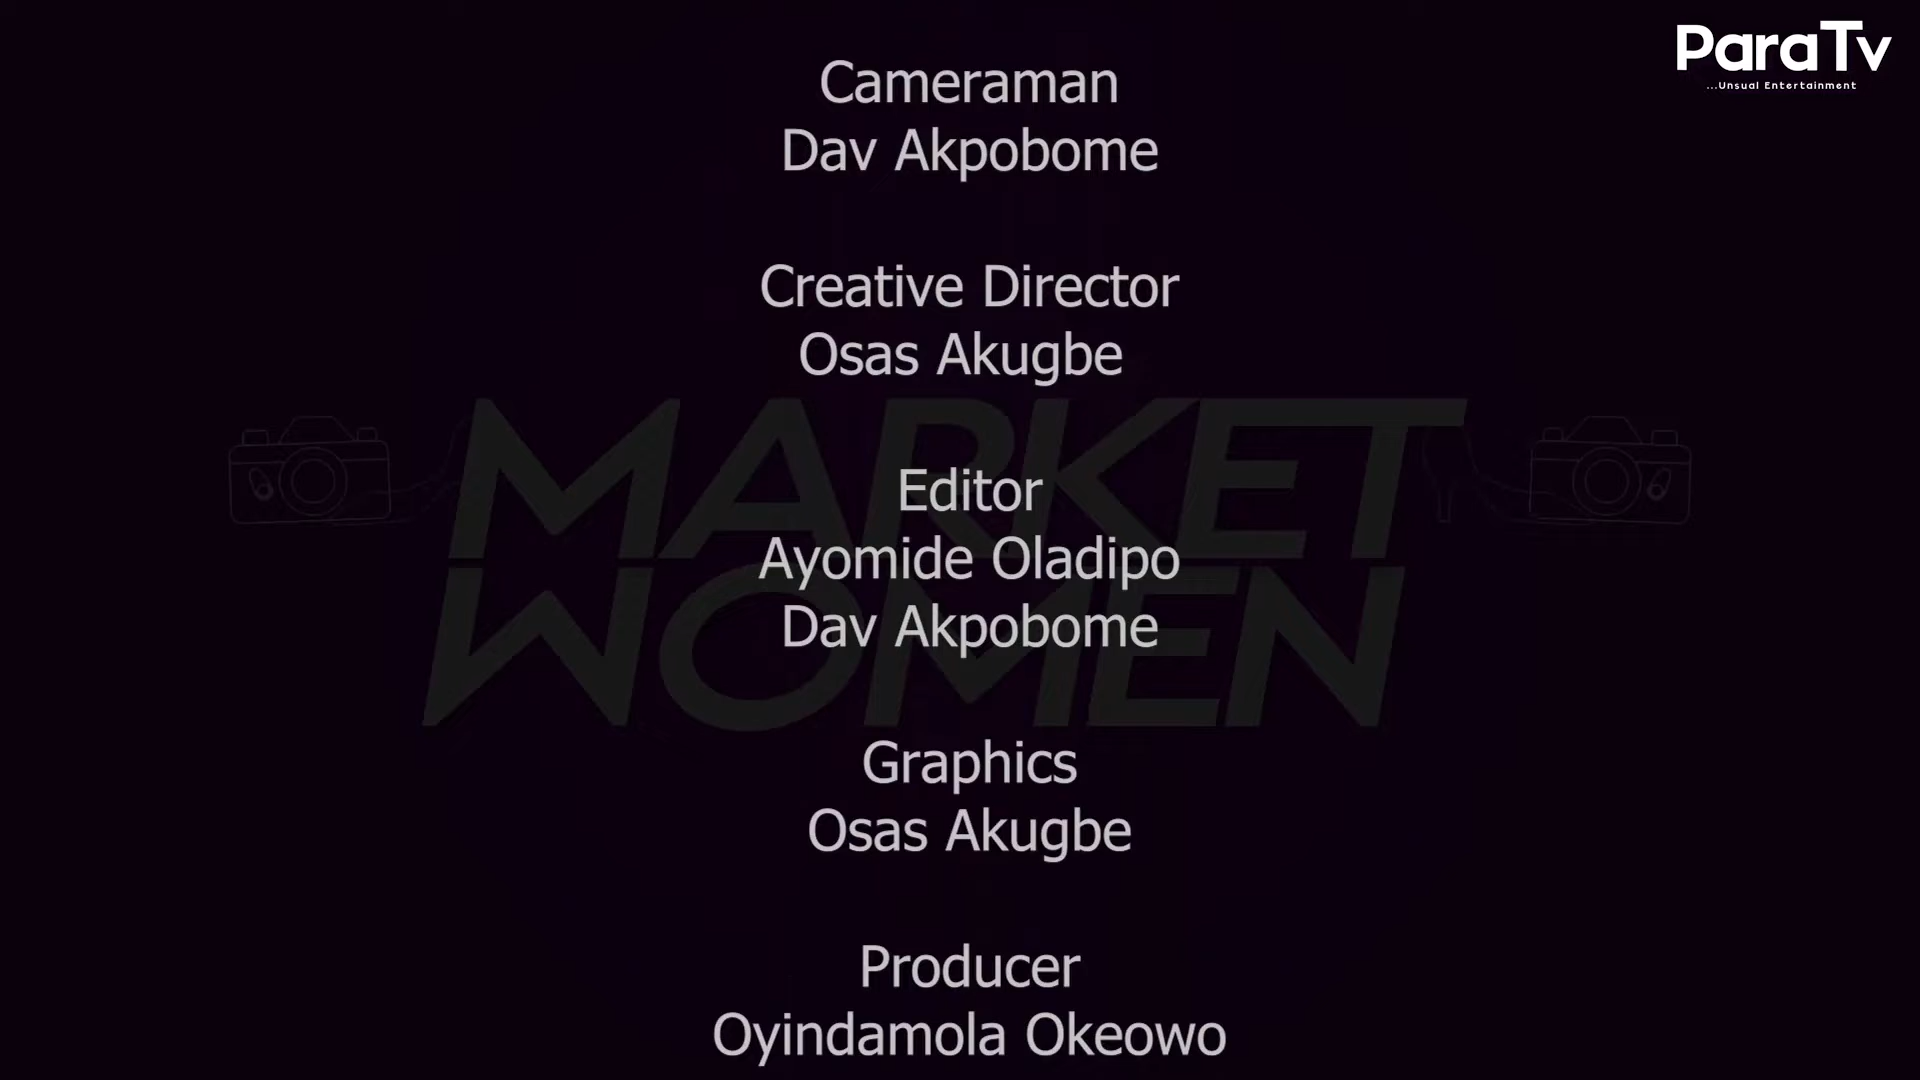 ParaTv
...Unsual Entertainment
Cameraman
Dav Akpobome
Creative Director
Osas Akugbe
MARKET
WOMEN
Editor
Ayomide Oladipo
Dav Akpobome
Graphics
Osas Akugbe
Producer
Oyindamola Okeowo